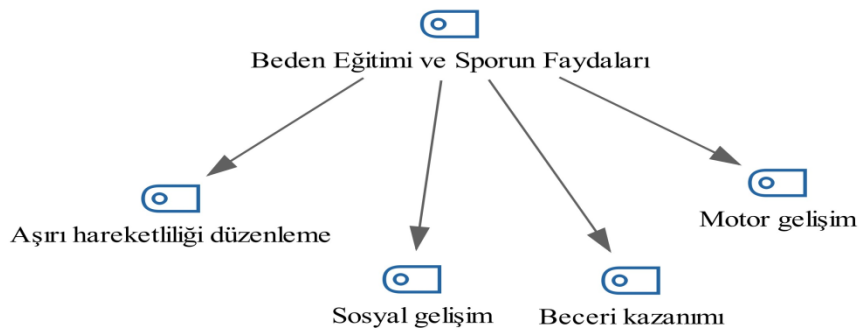 Beden Eğitimi ve Sporun Faydaları
Aşırı hareketliliği düzenleme
Sosyal gelişim
Beceri kazanımı
Motor gelişim